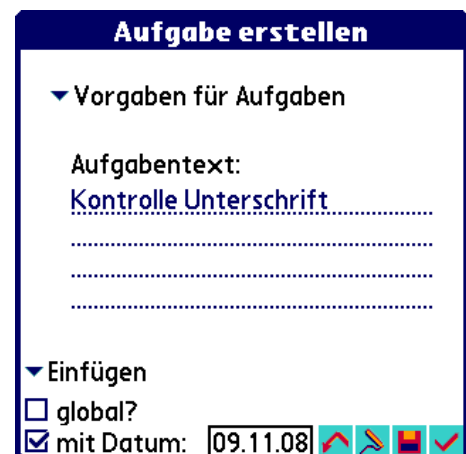 Aufgabe erstellen
Vorgaben für Aufgaben
Aufgabentext:
Kontrolle Unterschrift
Einfügen
global?
mit Datum: 09.11.08